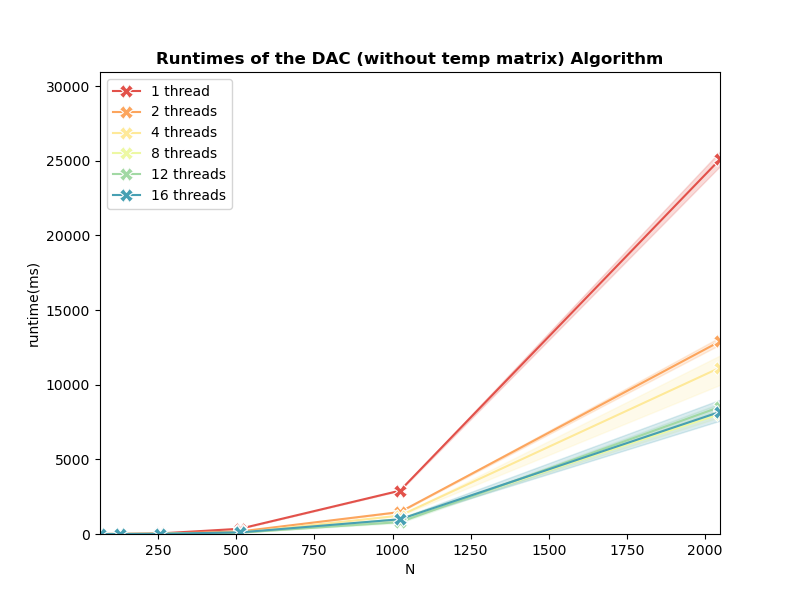 Runtimes of the DAC (without temp matrix) Algorithm
30000
25000
20000
15000
10000
5000
0
runtime(ms)
1 thread
2 threads
4 threads
8 threads
12 threads
16 threads
250
500
750
1000
1250
1500
1750
2000
N